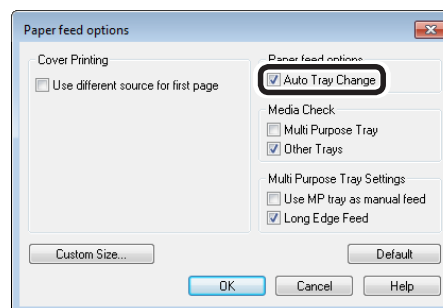 Paper feed options
Cover Printing
Use different source for first page
Paper feed options
Auto Tray Change
Media Check
Multi Purpose Tray
Other Trays
Multi Purpose Tray Settings
Use MP tray as manual feed
Long Edge Feed
Custom Size...
Default
OK
Cancel
Help